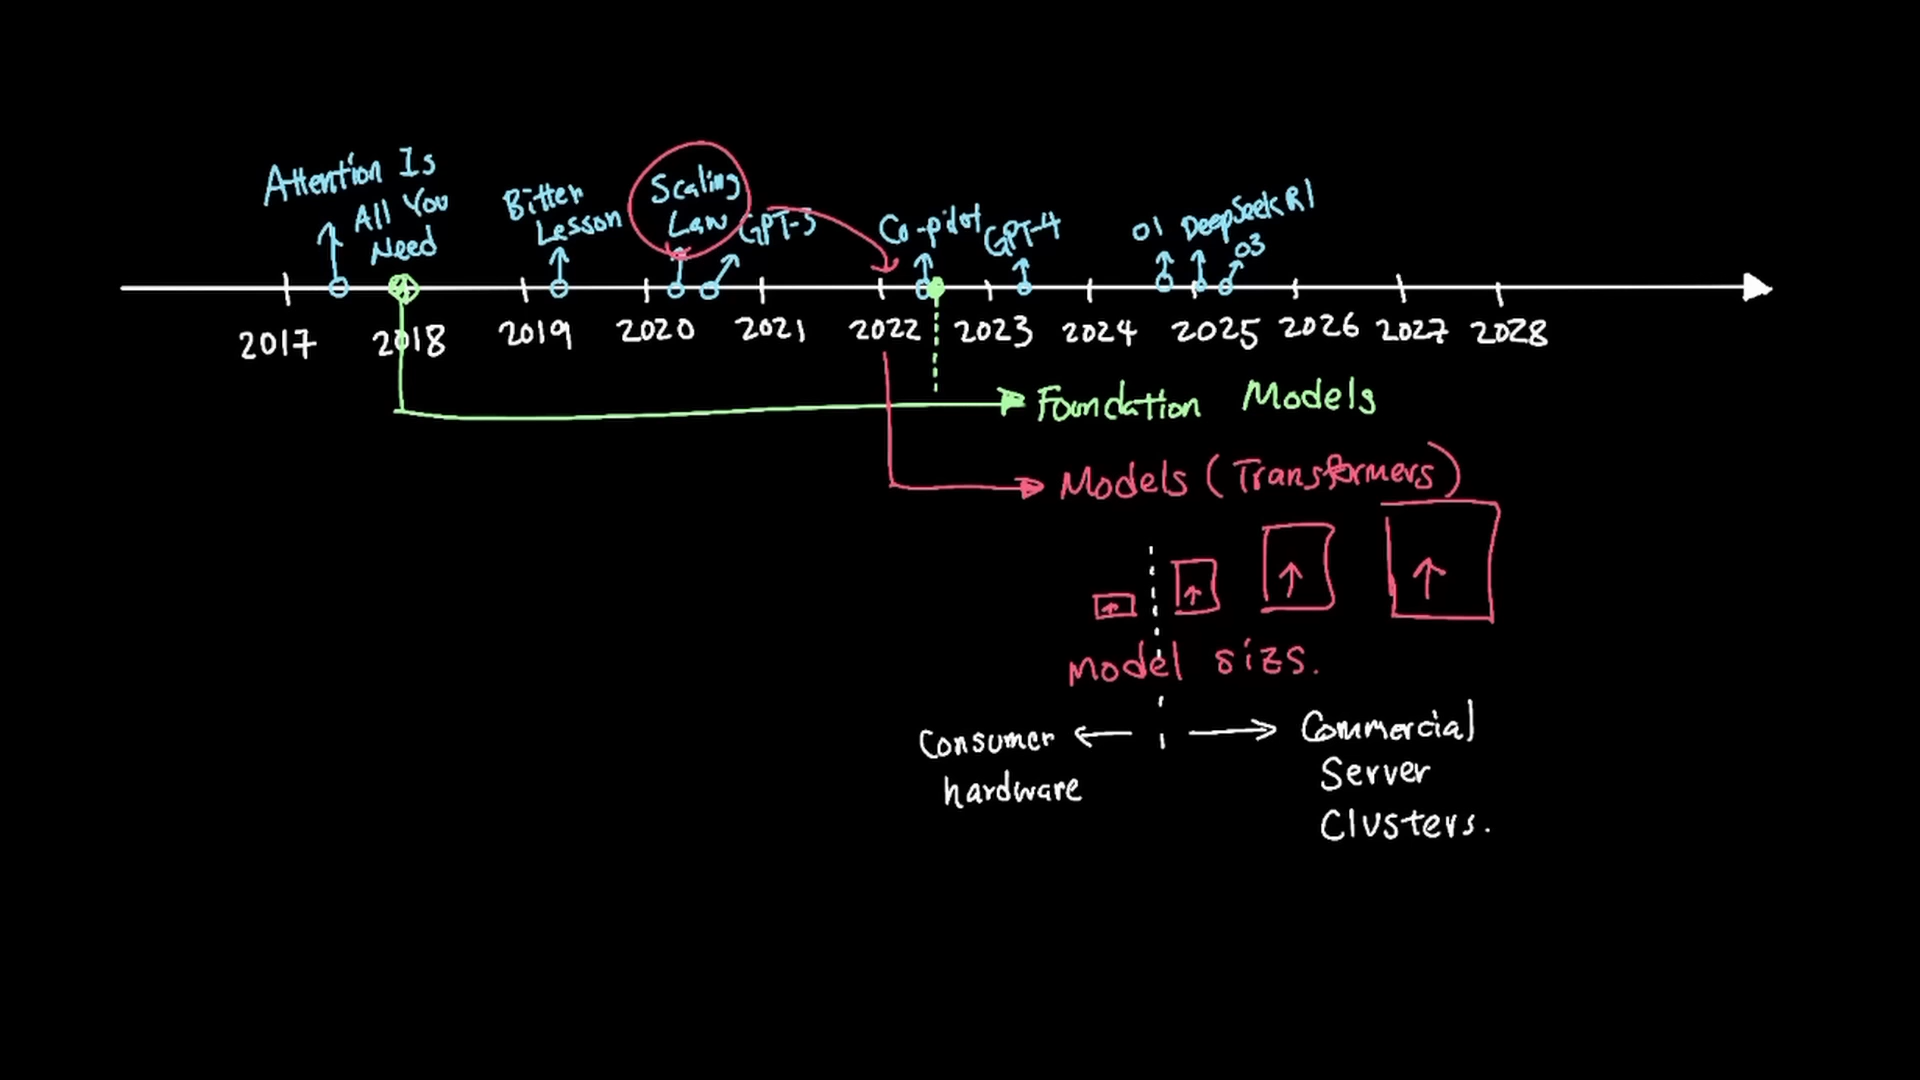 Attention Is
All You
Need
Bitter
Lesson
Scaling
Law
GPT-3
Co-pilot
GPT-4
O1
DeepSeek R1
O3
2017
2018
2019
2020
2021
2022
2023
2024
2025
2026
2027
2028
Foundation Models
Models (Transformers)
model sizs.
Consumer
hardware
Commercial
Server
Clusters.